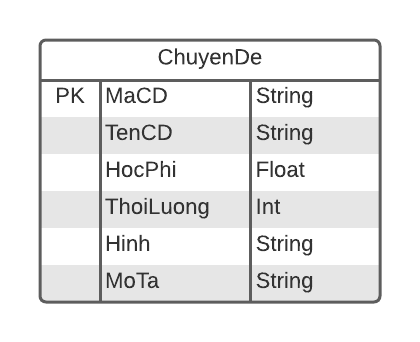 ChuyenDe
PK MaCD String
TenCD String
HocPhi Float
ThoiLuong Int
Hinh String
MoTa String